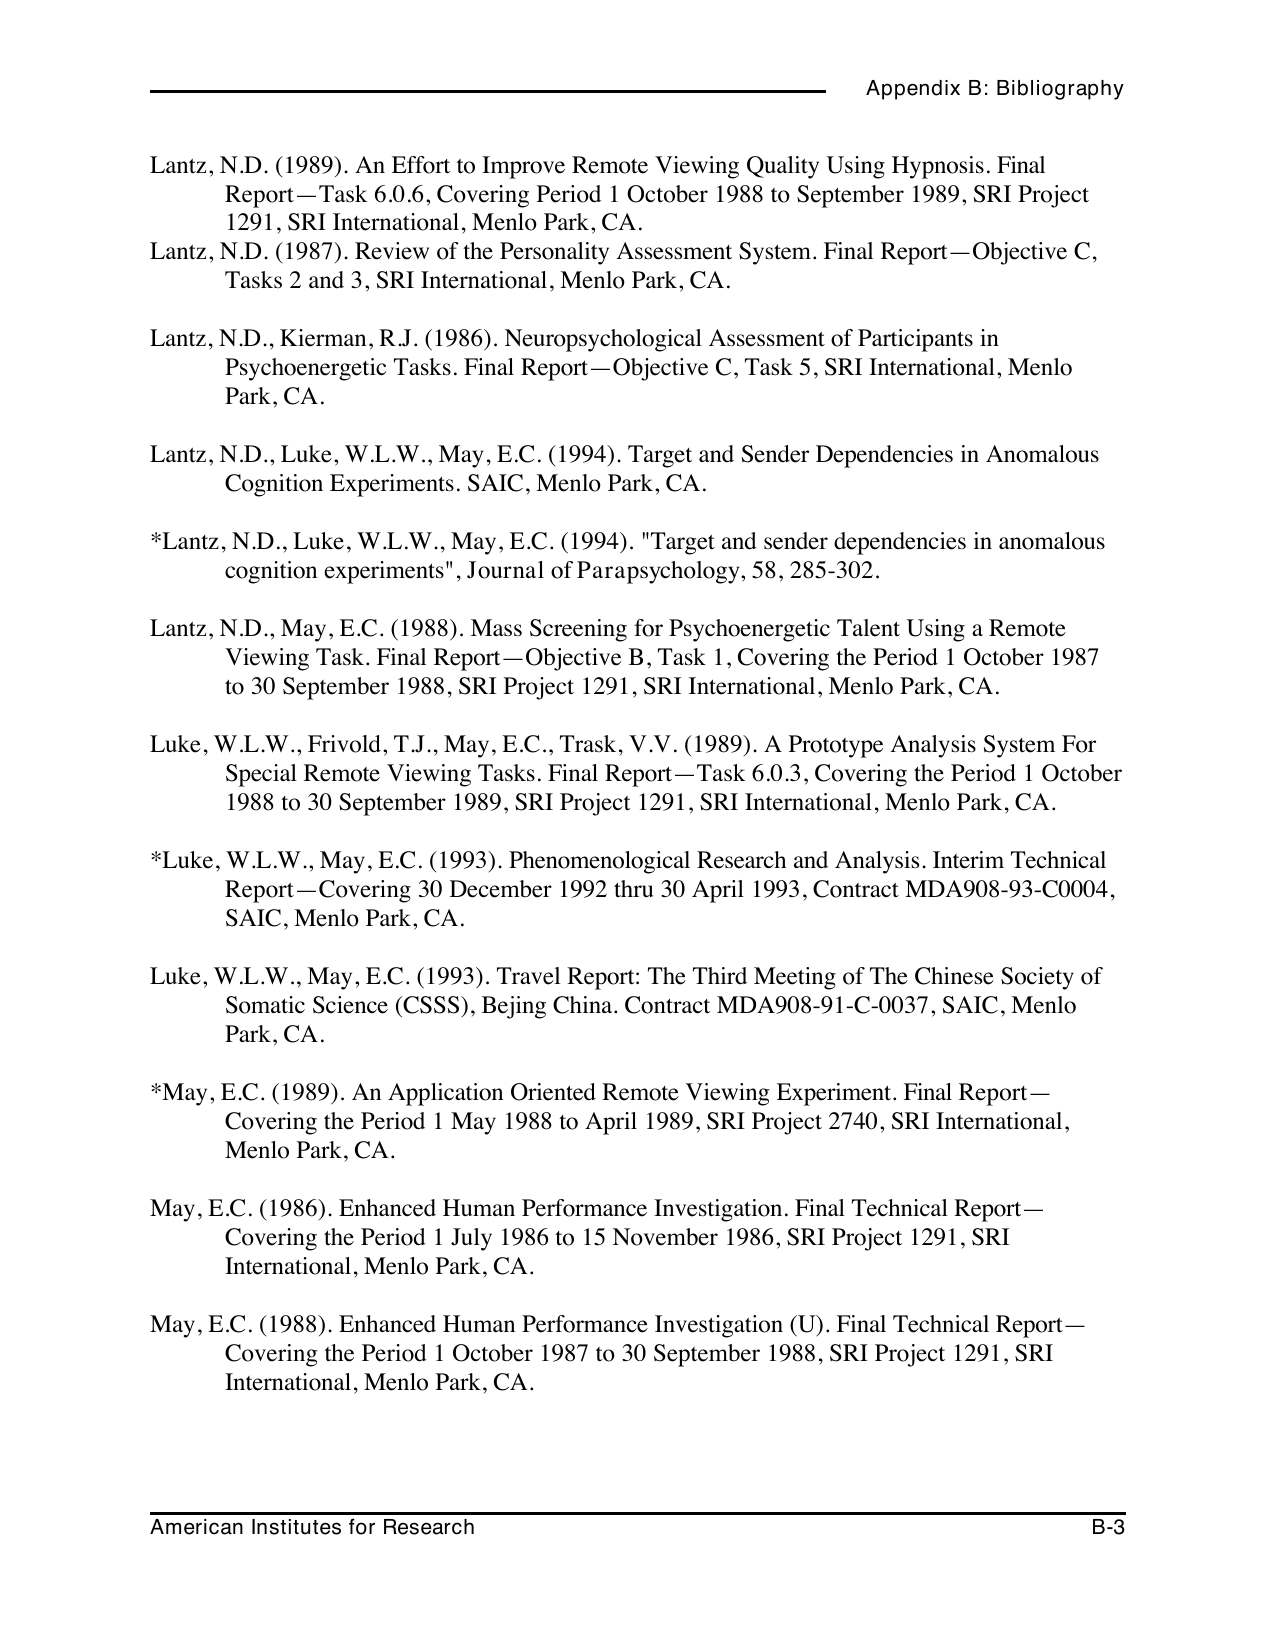 Appendix B: Bibliography
Lantz, N.D. (1989). An Effort to Improve Remote Viewing Quality Using Hypnosis. Final
Report—Task 6.0.6, Covering Period 1 October 1988 to September 1989, SRI Project
1291, SRI International, Menlo Park, CA.
Lantz, N.D. (1987). Review of the Personality Assessment System. Final Report—Objective C,
Tasks 2 and 3, SRI International, Menlo Park, CA.
Lantz, N.D., Kierman, R.J. (1986). Neuropsychological Assessment of Participants in
Psychoenergetic Tasks. Final Report—Objective C, Task 5, SRI International, Menlo
Park, CA.
Lantz, N.D., Luke, W.L.W., May, E.C. (1994). Target and Sender Dependencies in Anomalous
Cognition Experiments. SAIC, Menlo Park, CA.
*Lantz, N.D., Luke, W.L.W., May, E.C. (1994). "Target and sender dependencies in anomalous
cognition experiments", Journal of Parapsychology, 58, 285-302.
Lantz, N.D., May, E.C. (1988). Mass Screening for Psychoenergetic Talent Using a Remote
Viewing Task. Final Report—Objective B, Task 1, Covering the Period 1 October 1987
to 30 September 1988, SRI Project 1291, SRI International, Menlo Park, CA.
Luke, W.L.W., Frivold, T.J., May, E.C., Trask, V.V. (1989). A Prototype Analysis System For
Special Remote Viewing Tasks. Final Report—Task 6.0.3, Covering the Period 1 October
1988 to 30 September 1989, SRI Project 1291, SRI International, Menlo Park, CA.
*Luke, W.L.W., May, E.C. (1993). Phenomenological Research and Analysis. Interim Technical
Report—Covering 30 December 1992 thru 30 April 1993, Contract MDA908-93-C0004,
SAIC, Menlo Park, CA.
Luke, W.L.W., May, E.C. (1993). Travel Report: The Third Meeting of The Chinese Society of
Somatic Science (CSSS), Bejing China. Contract MDA908-91-C-0037, SAIC, Menlo
Park, CA.
*May, E.C. (1989). An Application Oriented Remote Viewing Experiment. Final Report—
Covering the Period 1 May 1988 to April 1989, SRI Project 2740, SRI International,
Menlo Park, CA.
May, E.C. (1986). Enhanced Human Performance Investigation. Final Technical Report—
Covering the Period 1 July 1986 to 15 November 1986, SRI Project 1291, SRI
International, Menlo Park, CA.
May, E.C. (1988). Enhanced Human Performance Investigation (U). Final Technical Report—
Covering the Period 1 October 1987 to 30 September 1988, SRI Project 1291, SRI
International, Menlo Park, CA.
American Institutes for Research B-3